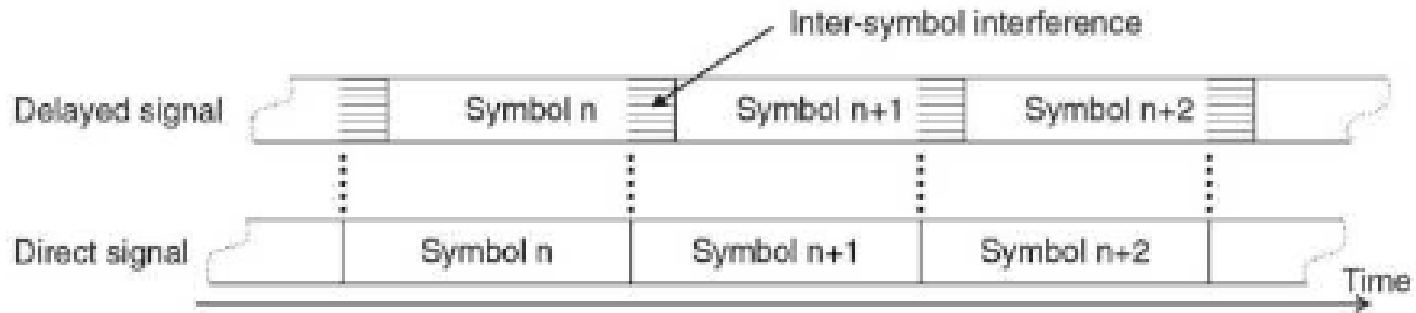 Inter-symbol interference
Delayed signal
Symbol n
Symbol n+1
Symbol n+2
Direct signal
Symbol n
Symbol n+1
Symbol n+2
Time